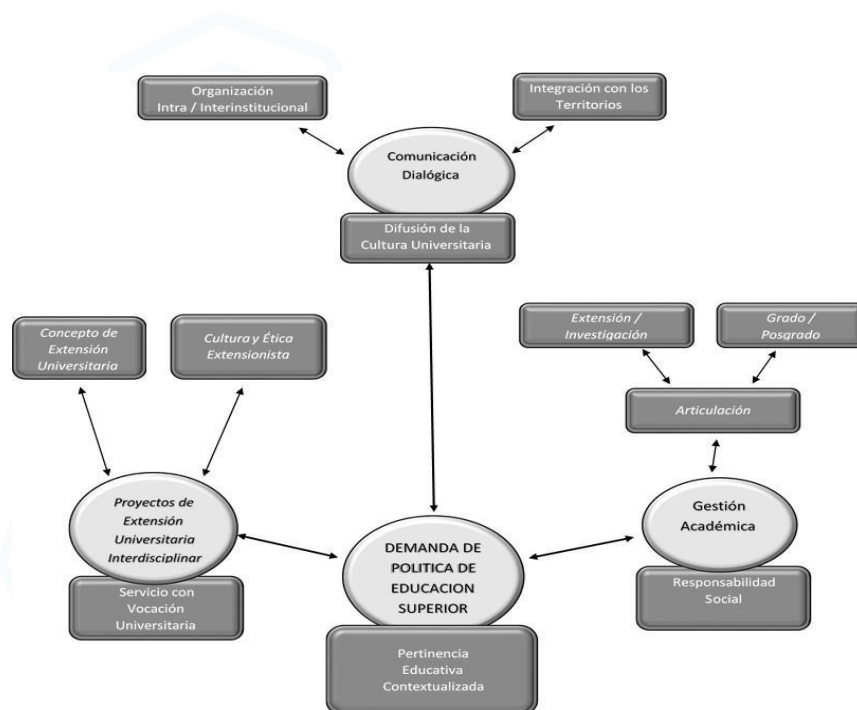 Organización
Intra / Interinstitucional
Integración con los
Territorios
Comunicación
Dialógica
Difusión de la
Cultura Universitaria
Concepto de
Extensión
Universitaria
Cultura y Ética
Extensionista
Extensión /
Investigación
Grado /
Posgrado
Articulación
Proyectos de
Extensión
Universitaria
Interdisciplinar
Servicio con
Vocación
Universitaria
DEMANDA DE
POLITICA DE
EDUCACION
SUPERIOR
Pertinencia
Educativa
Contextualizada
Gestión
Académica
Responsabilidad
Social